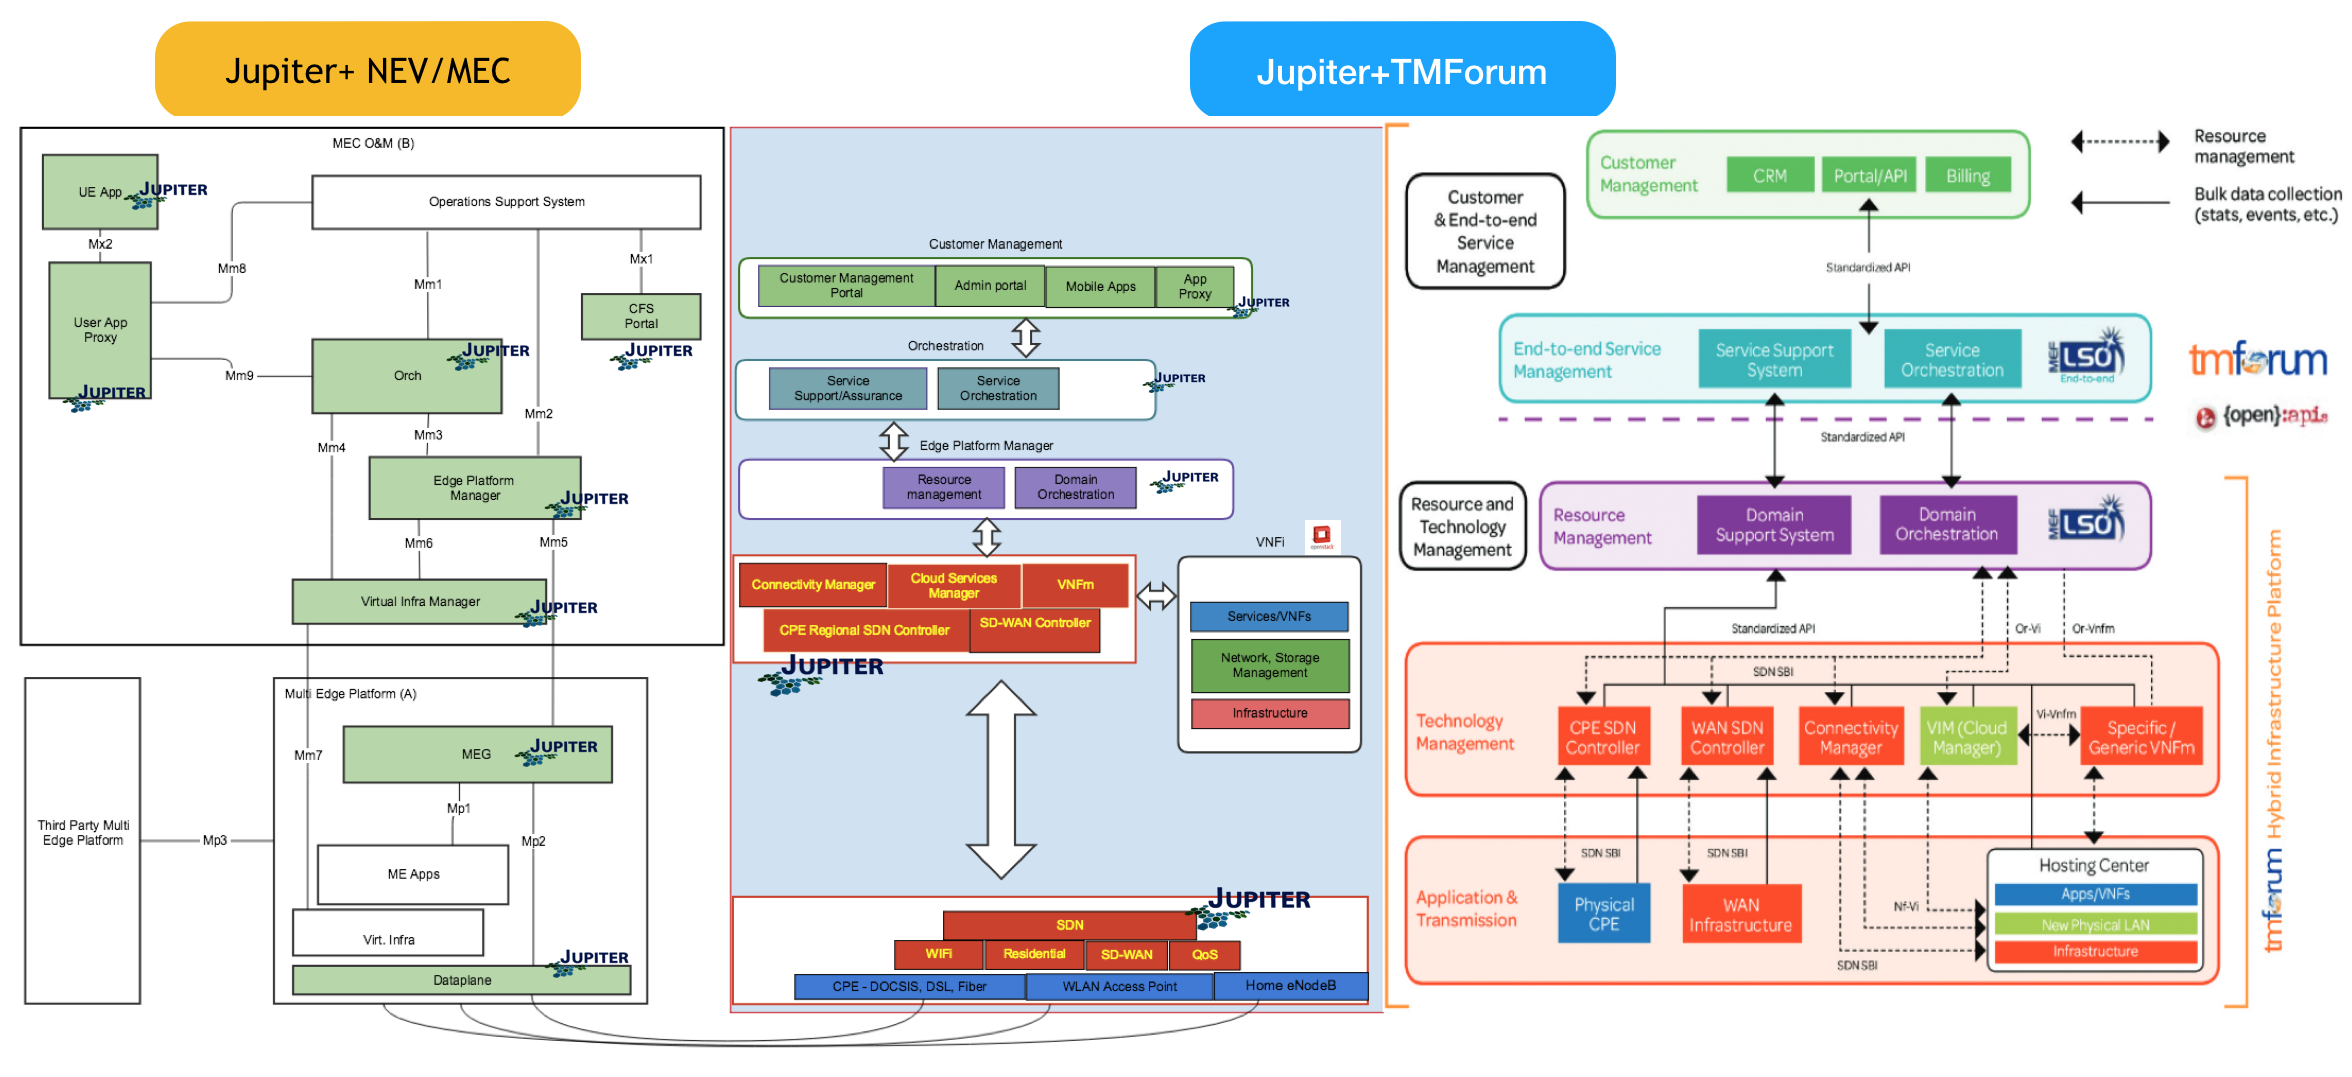 Jupiter+ NEV/MEC
Jupiter+TMForum
MEC O&M (B)
UE App
JUPITER
Mx2
Operations Support System
Mm8
Mm1
Mx1
User App
Proxy
JUPITER
CFS
Portal
JUPITER
Mm9
Orch
JUPITER
Mm2
Mm4
Mm3
Edge Platform
Manager
JUPITER
Mm6
Mm5
Virtual Infra Manager
JUPITER
Third Party Multi
Edge Platform
Mp3
Multi Edge Platform (A)
MEG
JUPITER
Mm7
Mp1
Mp2
ME Apps
Virt. Infra
Dataplane
JUPITER
Customer Management
Customer Management
Portal
Admin portal
Mobile Apps
App
Proxy
JUPITER
Orchestration
Service
Support/Assurance
Service
Orchestration
JUPITER
Edge Platform Manager
Resource
management
Domain
Orchestration
JUPITER
Connectivity Manager
Cloud Services
Manager
VNFm
CPE Regional SDN Controller
SD-WAN Controller
JUPITER
VNFi
openstack
Services/VNFs
Network, Storage
Management
Infrastructure
JUPITER
SDN
WIFI
Residential
SD-WAN
QoS
CPE - DOCSIS, DSL, Fiber
WLAN Access Point
Home eNodeB
Customer
& End-to-end
Service
Management
Customer
Management
CRM
Portal/API
Billing
Resource
management
Bulk data collection
(stats, events, etc.)
Standardized API
End-to-end Service
Management
Service Support
System
Service
Orchestration
MEF
LSO
End-to-end
tmforum
{open}:apis
Standardized API
Resource and
Technology
Management
Resource
Management
Domain
Support System
Domain
Orchestration
MEF
LSO
Standardized API
Or-Vi
Or-Vnfm
SDN SBI
Technology
Management
CPE SDN
Controller
WAN SDN
Controller
Connectivity
Manager
VIM (Cloud
Manager)
Vi-Vnfm
Specific /
Generic VNFm
Application &
Transmission
SDN SBI
SDN SBI
Physical
CPE
WAN
Infrastructure
Nf-Vi
SDN SBI
Hosting Center
Apps/VNFs
New Physical LAN
Infrastructure
tmforum Hybrid Infrastructure Platform